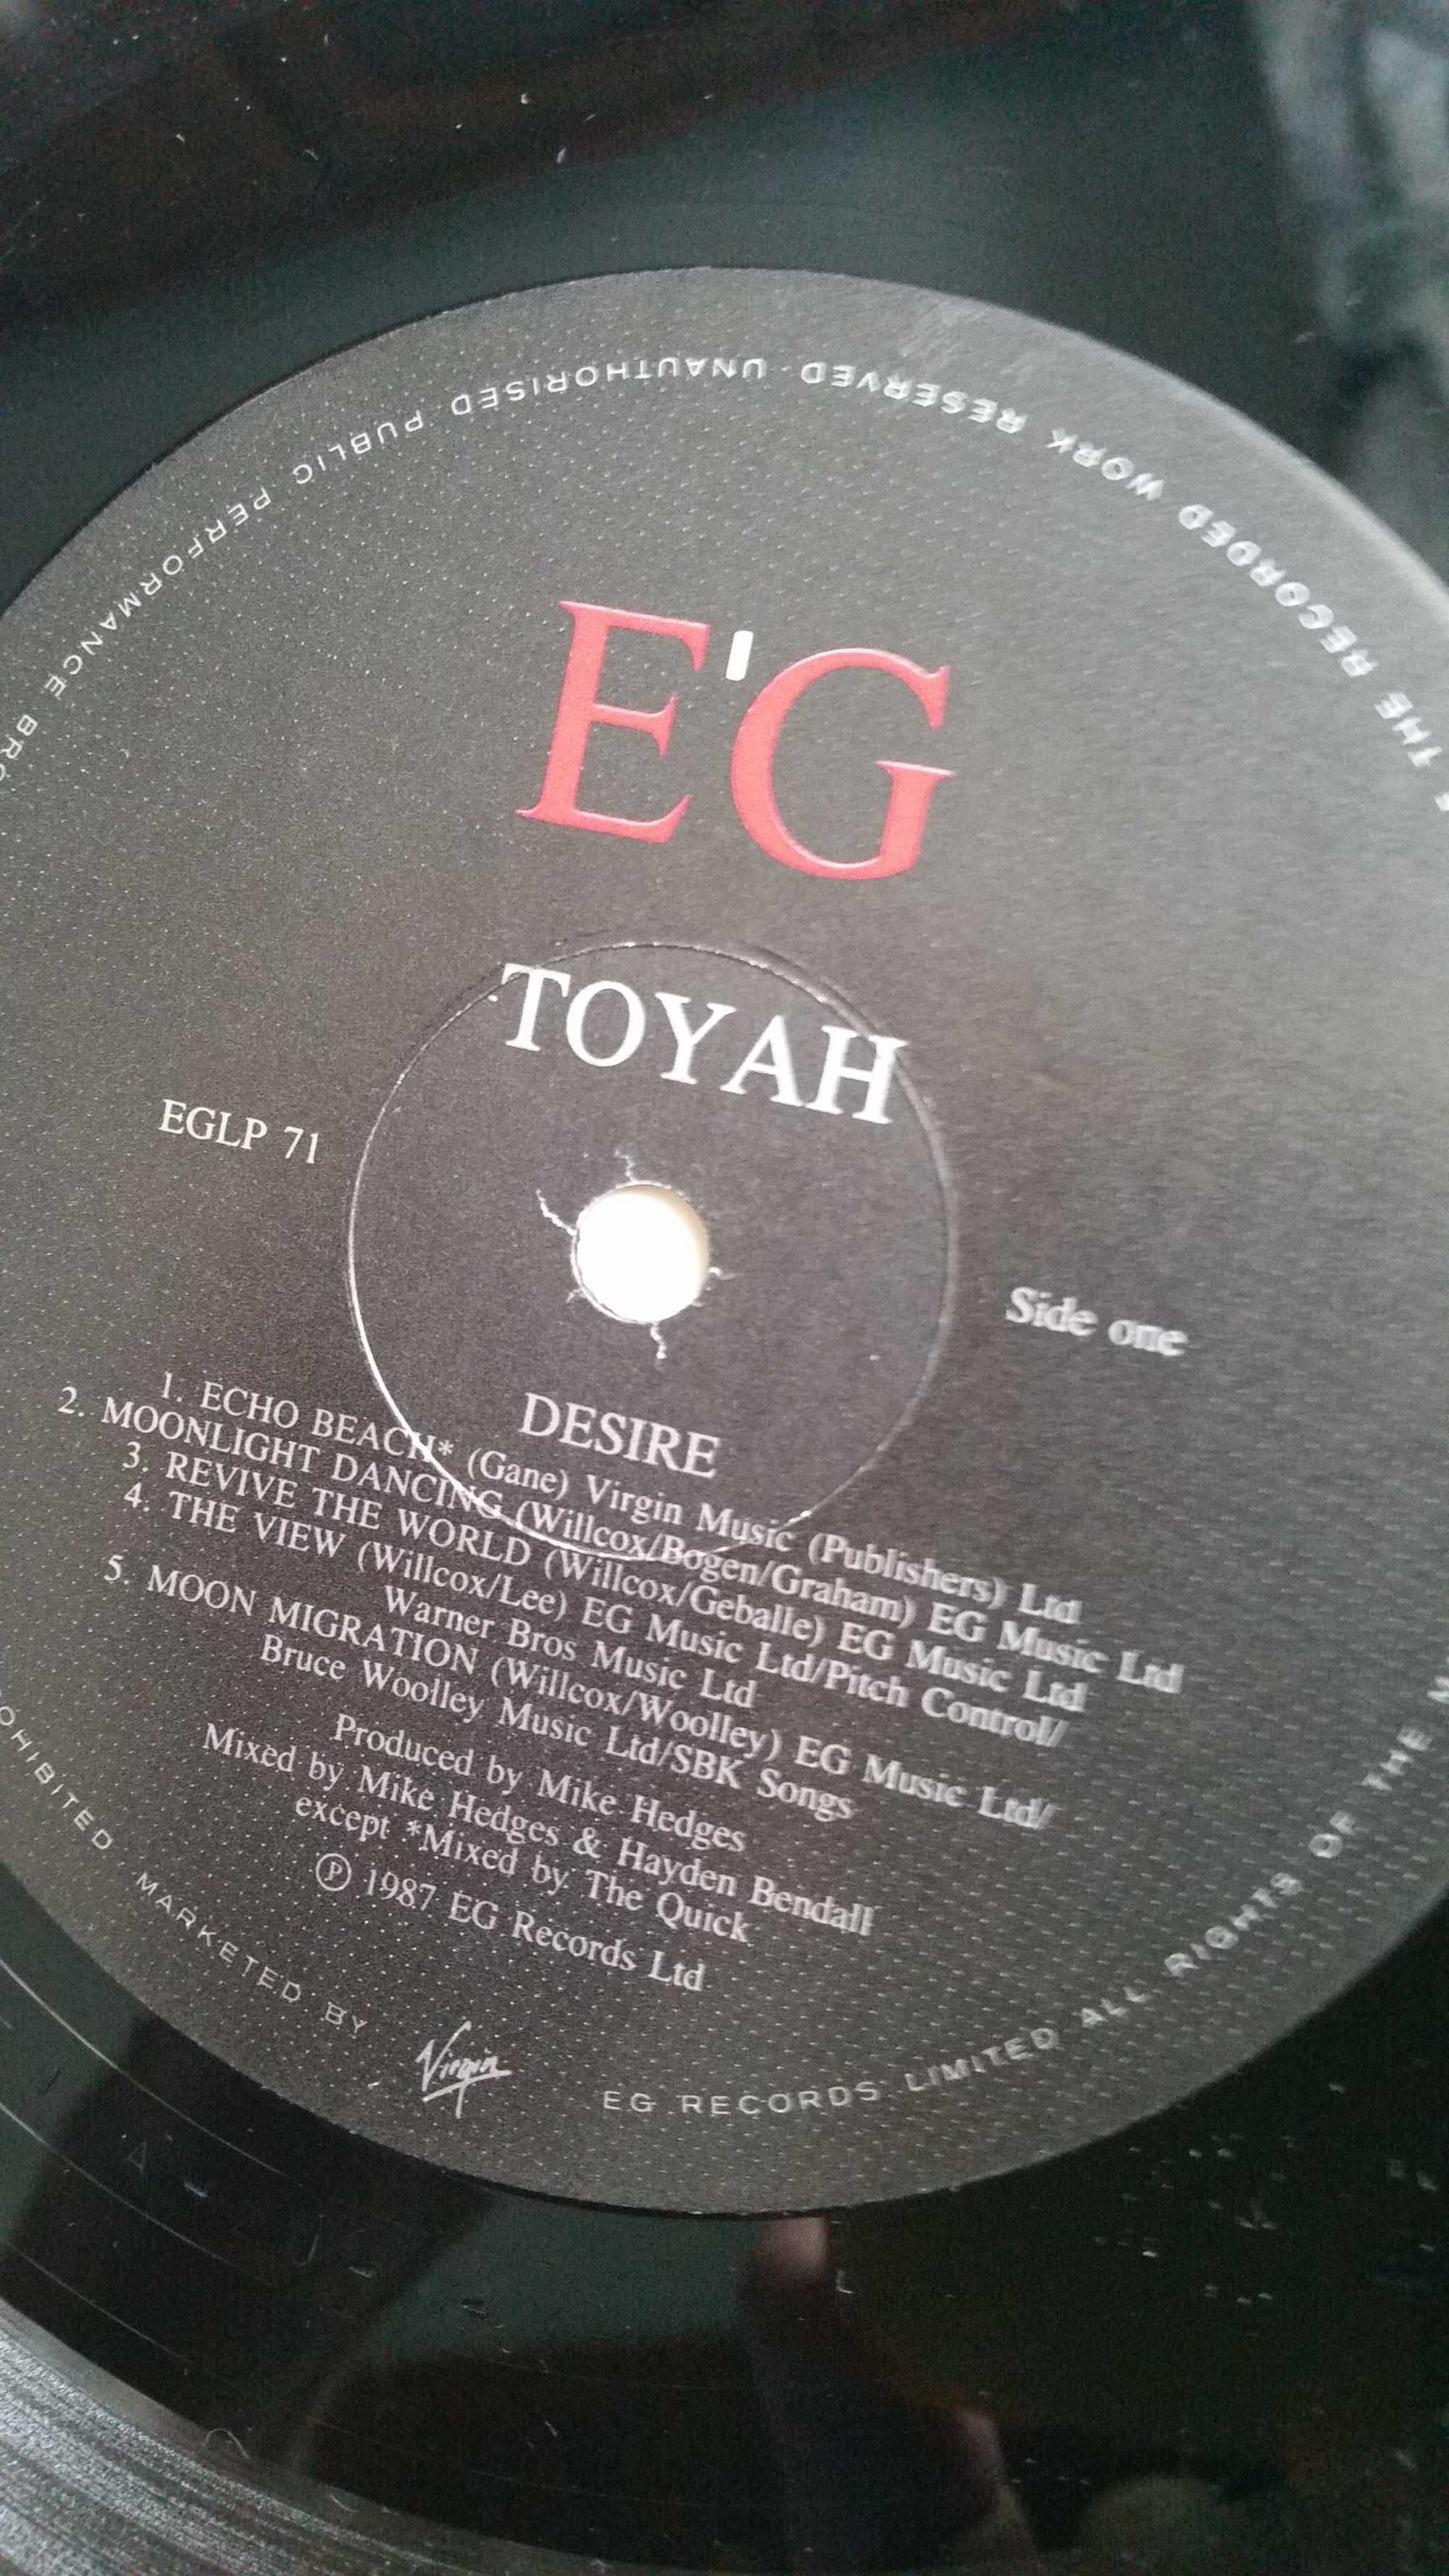 E'G
TOYAH
EGLP 71
Side one
DESIRE
1. ECHO BEACH* (Gane) Virgin Music (Publishers) Ltd
2. MOONLIGHT DANCING (Willcox/Bogen/Graham) EG Music Ltd
3. REVIVE THE WORLD (Willcox/Geballe) EG Music Ltd
4. THE VIEW (Willcox/Lee) EG Music Ltd/Pitch Control/
Warner Bros Music Ltd
5. MOON MIGRATION (Willcox/Woolley) EG Music Ltd/
Bruce Woolley Music Ltd/SBK Songs
Produced by Mike Hedges
Mixed by Mike Hedges & Hayden Bendall
except *Mixed by The Quick
Ⓟ 1987 EG Records Ltd
MARKETED BY Virgin EG RECORDS LIMITED ALL RIGHTS OF THE
THE RECORDED WORK RESERVED UNAUTHORISED PUBLIC PERFORMANCE